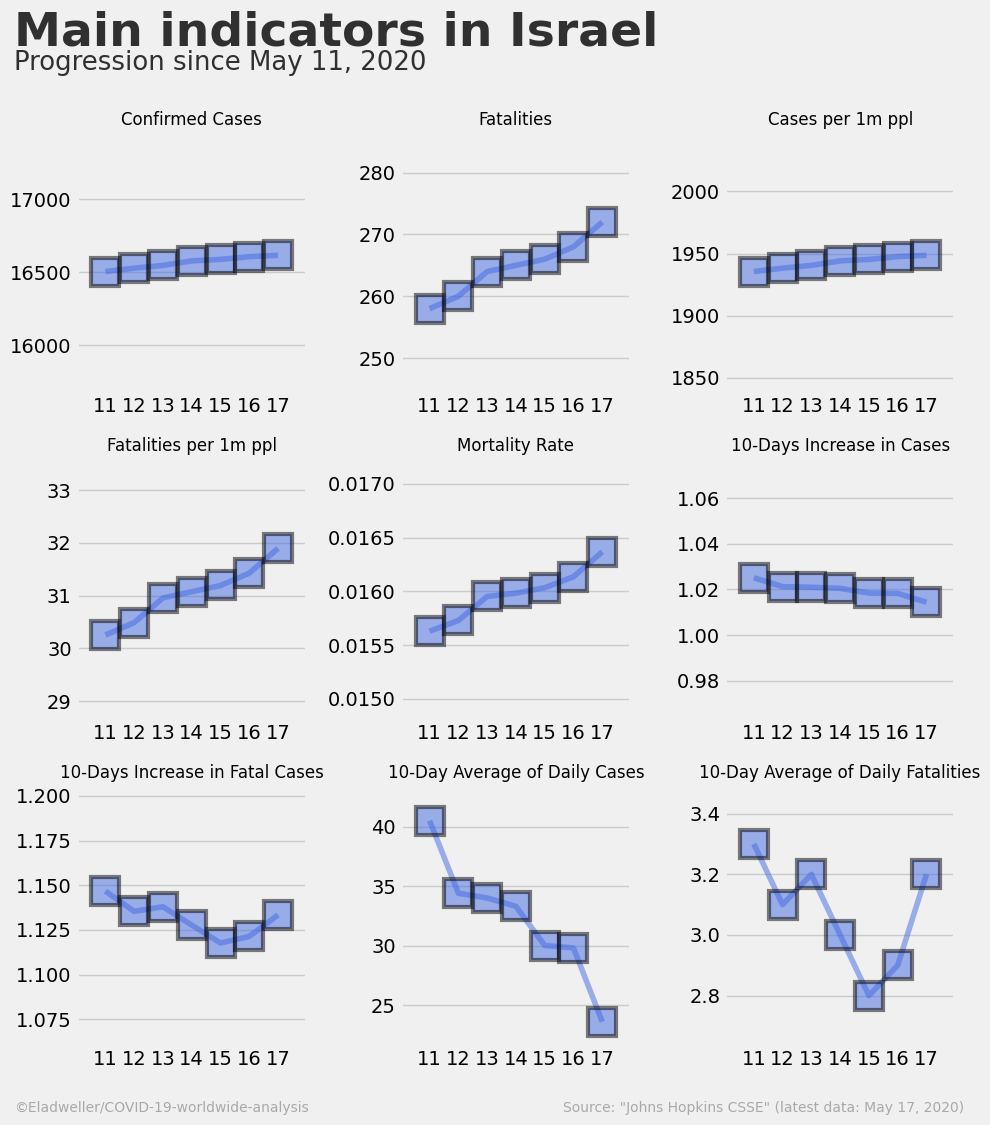 Main indicators in Israel
Progression since May 11, 2020
Confirmed Cases
17000
16500
16000
11 12 13 14 15 16 17
Fatalities
280
270
260
250
11 12 13 14 15 16 17
Cases per 1m ppl
2000
1950
1900
1850
11 12 13 14 15 16 17
Fatalities per 1m ppl
33
32
31
30
29
11 12 13 14 15 16 17
Mortality Rate
0.0170
0.0165
0.0160
0.0155
0.0150
11 12 13 14 15 16 17
10-Days Increase in Cases
1.06
1.04
1.02
1.00
0.98
11 12 13 14 15 16 17
10-Days Increase in Fatal Cases
1.200
1.175
1.150
1.125
1.100
1.075
11 12 13 14 15 16 17
10-Day Average of Daily Cases
40
35
30
25
11 12 13 14 15 16 17
10-Day Average of Daily Fatalities
3.4
3.2
3.0
2.8
11 12 13 14 15 16 17
©Eladweller/COVID-19-worldwide-analysis
Source: "Johns Hopkins CSSE" (latest data: May 17, 2020)